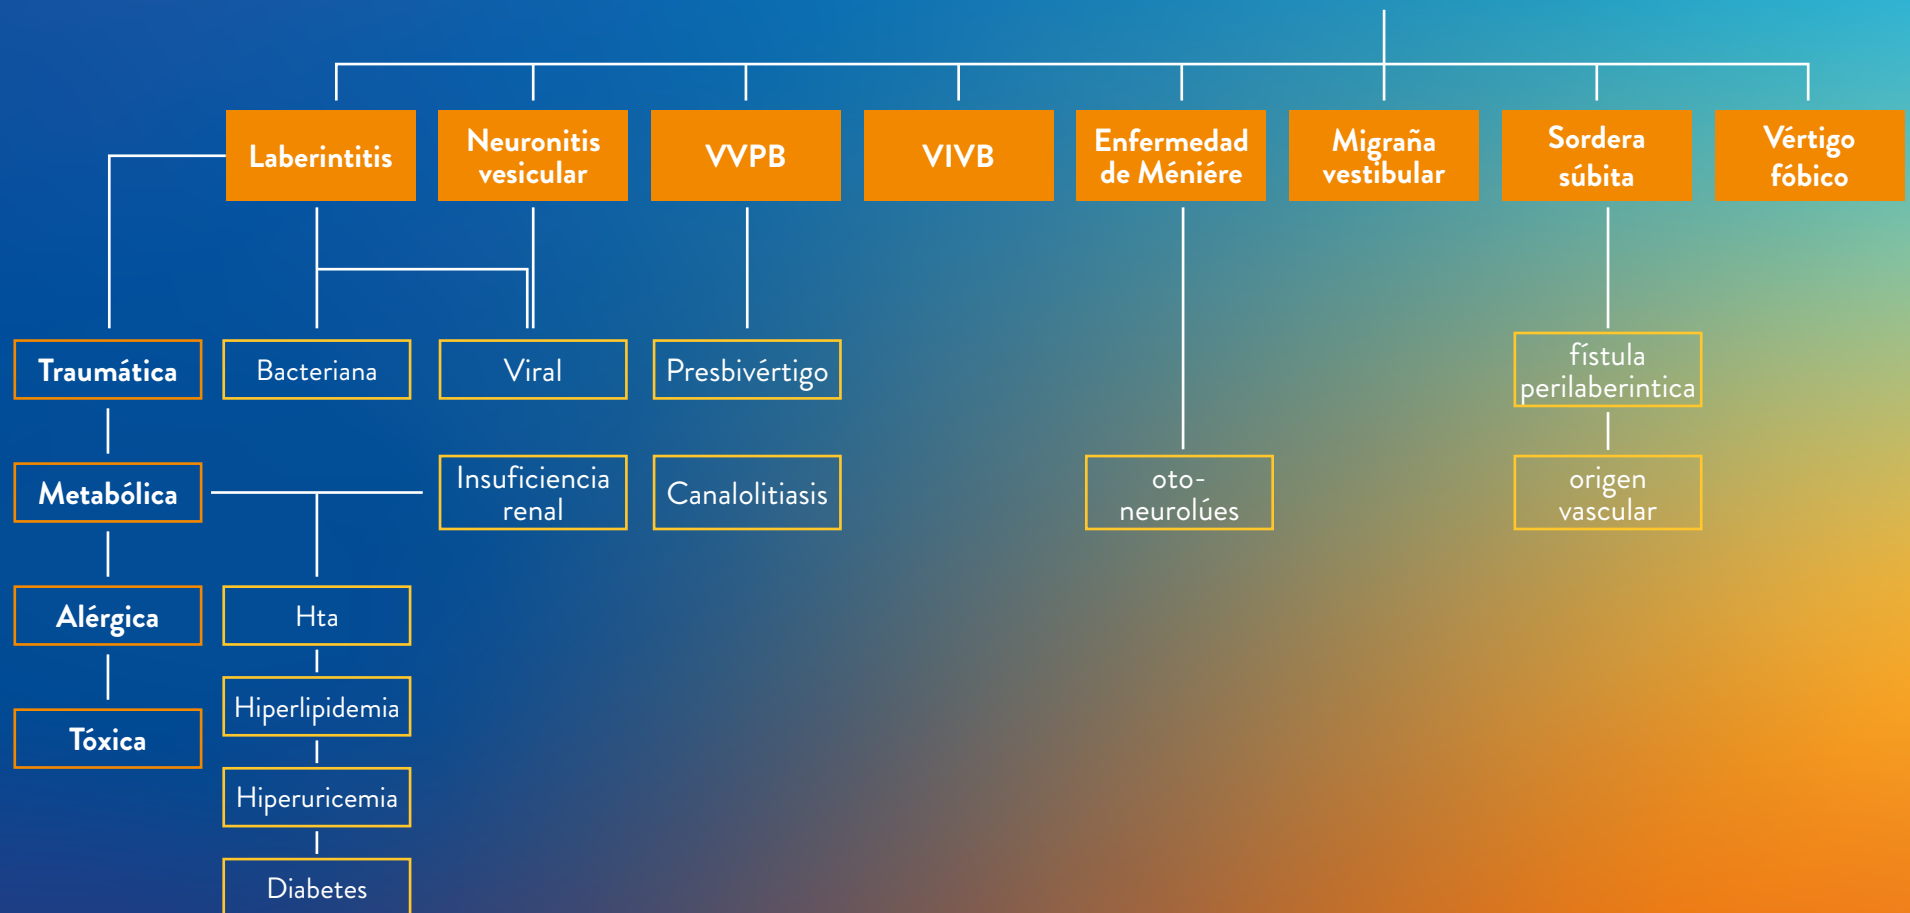 Laberintitis
Neuronitis
vesicular
VVPB
VIVB
Enfermedad
de Méniére
Migraña
vestibular
Sordera
súbita
Vértigo
fóbico
Traumática
Bacteriana
Viral
Presbivértigo
fístula
perilaberintica
Metabólica
Insuficiencia
renal
Canalolitiasis
oto-
neurolúes
origen
vascular
Alérgica
Hta
Hiperlipidemia
Tóxica
Hiperuricemia
Diabetes